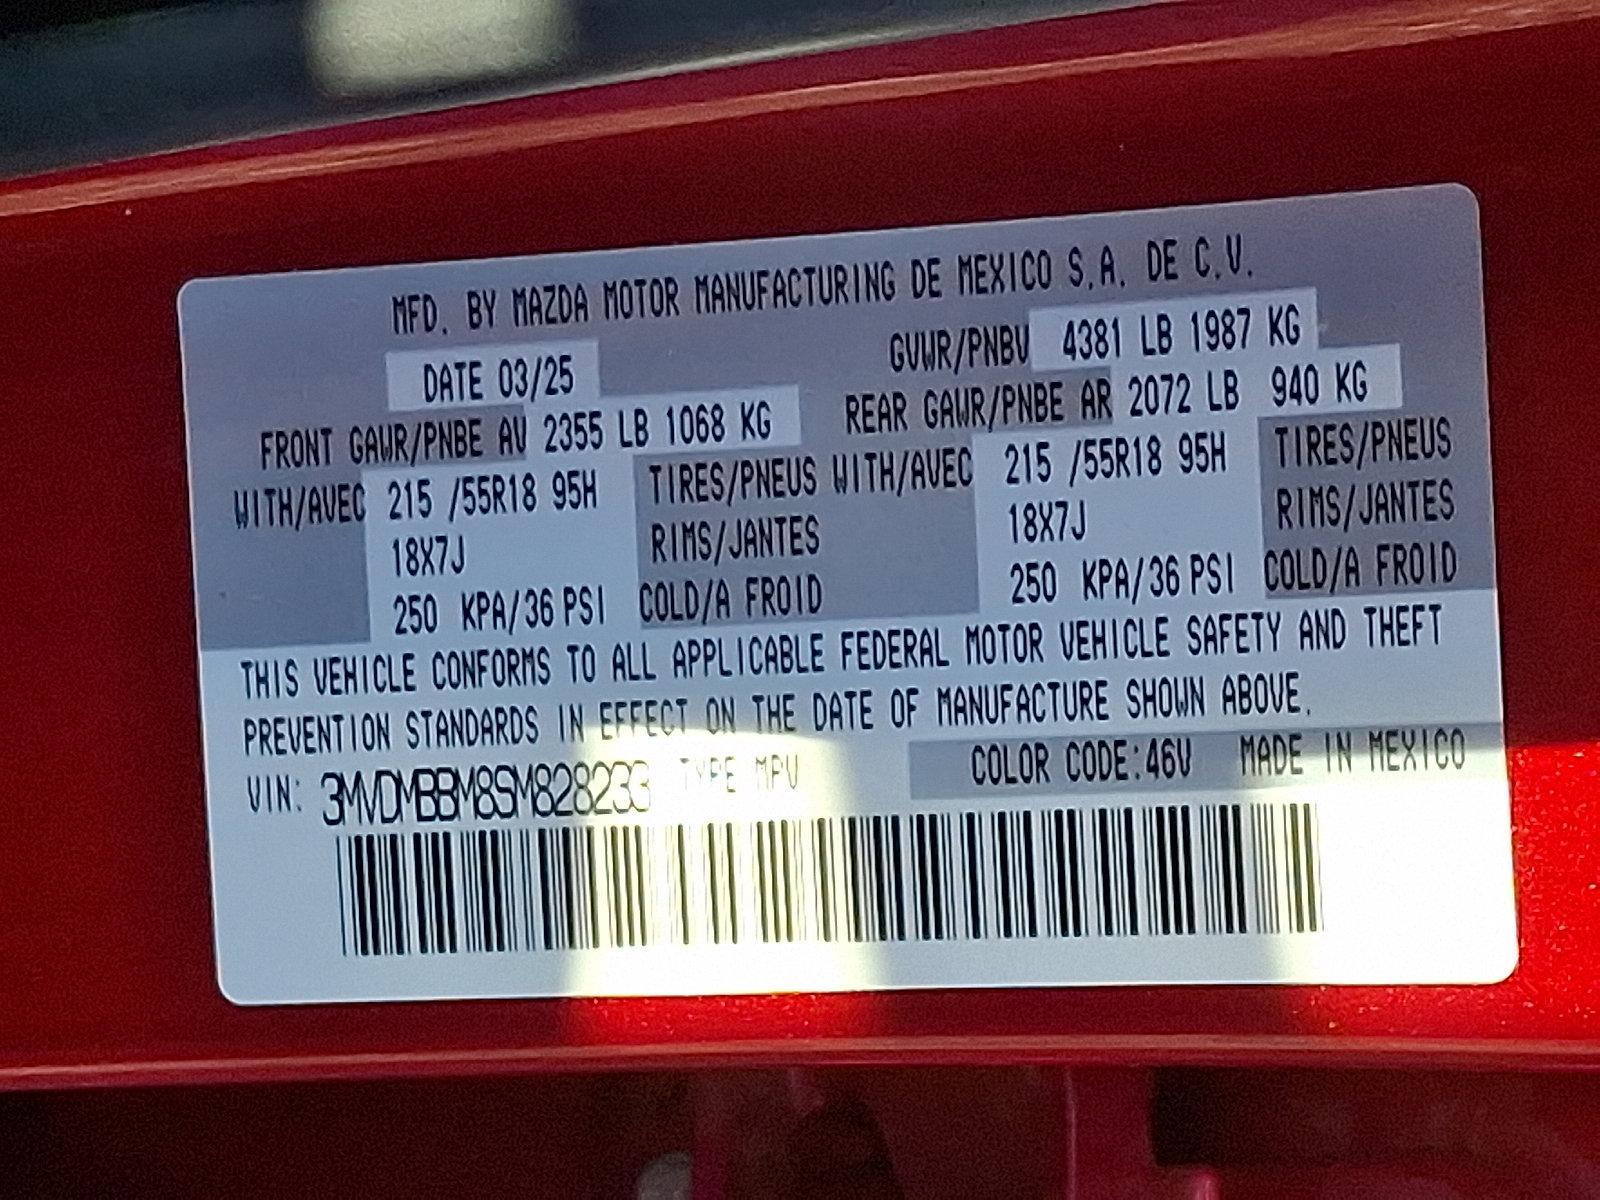 MFD. BY MAZDA MOTOR MANUFACTURING DE MEXICO S.A. DE C.V.
DATE 03/25 GVWR/PNBV 4381 LB 1987 KG
FRONT GAWR/PNBE AV 2355 LB 1068 KG REAR GAWR/PNBE AR 2072 LB 940 KG
WITH/AVEC 215 /55R18 95H TIRES/PNEUS WITH/AVEC 215 /55R18 95H TIRES/PNEUS
18X7J RIMS/JANTES 18X7J RIMS/JANTES
250 KPA/36 PSI COLD/A FROID 250 KPA/36 PSI COLD/A FROID
THIS VEHICLE CONFORMS TO ALL APPLICABLE FEDERAL MOTOR VEHICLE SAFETY AND THEFT
PREVENTION STANDARDS IN EFFECT ON THE DATE OF MANUFACTURE SHOWN ABOVE.
VIN: 3MVDMBBM8SM828233 TYPE MPV COLOR CODE:46V MADE IN MEXICO